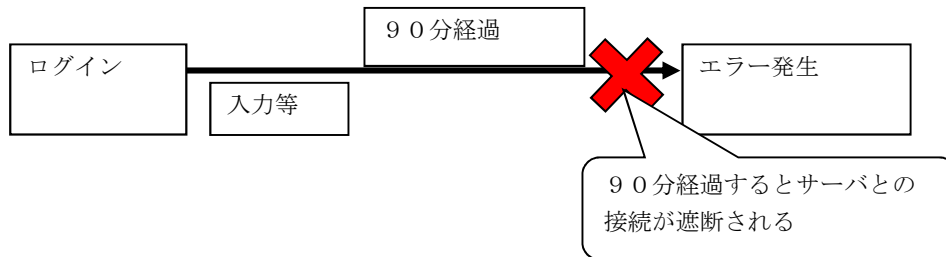 ９０分経過
ログイン
エラー発生
入力等
９０分経過するとサーバとの
接続が遮断される